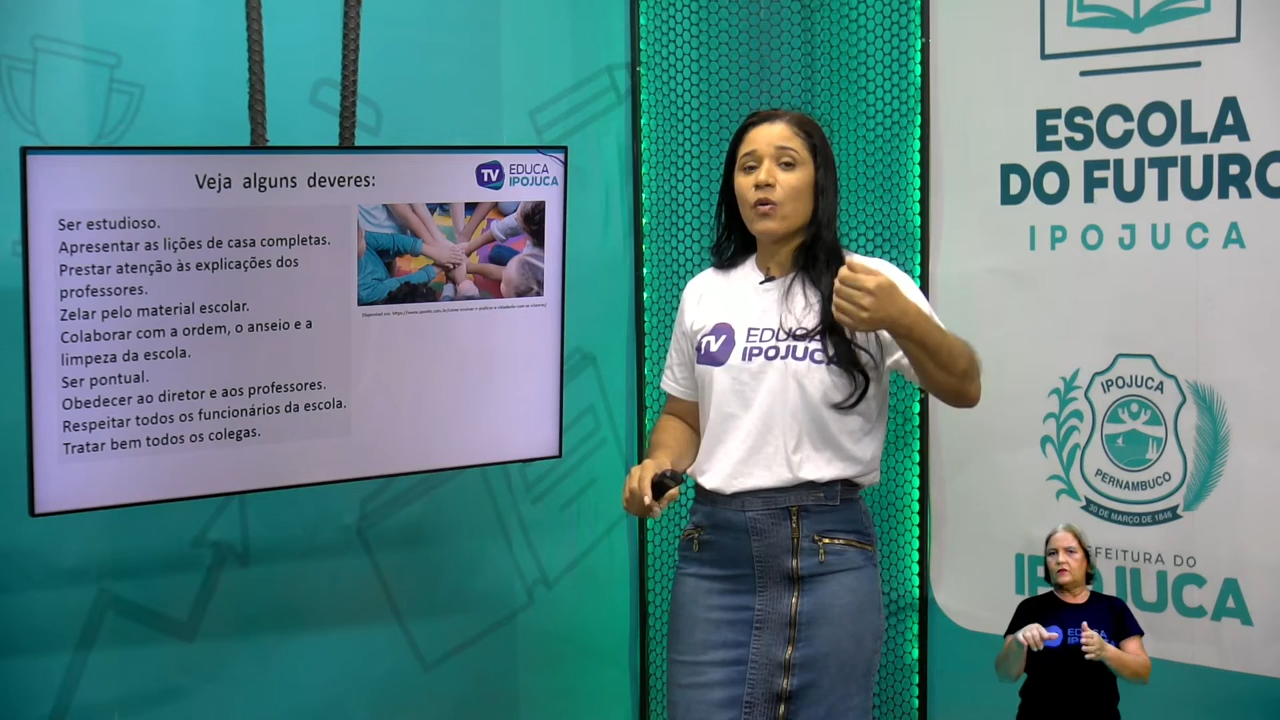 Veja alguns deveres:
TV EDUCA
IPOJUCA
Ser estudioso.
Apresentar as lições de casa completas.
Prestar atenção às explicações dos
professores.
Zelar pelo material escolar.
Colaborar com a ordem, o anseio e a
limpeza da escola.
Ser pontual.
Obedecer ao diretor e aos professores.
Respeitar todos os funcionários da escola.
Tratar bem todos os colegas.
TV EDUCA
IPOJUCA
ESCOLA
DO FUTURO
IPOJUCA
IPOJUCA
PERNAMBUCO
30 DE MARÇO DE 1846
EFEITURA DO
IPOJUCA
EDUCA